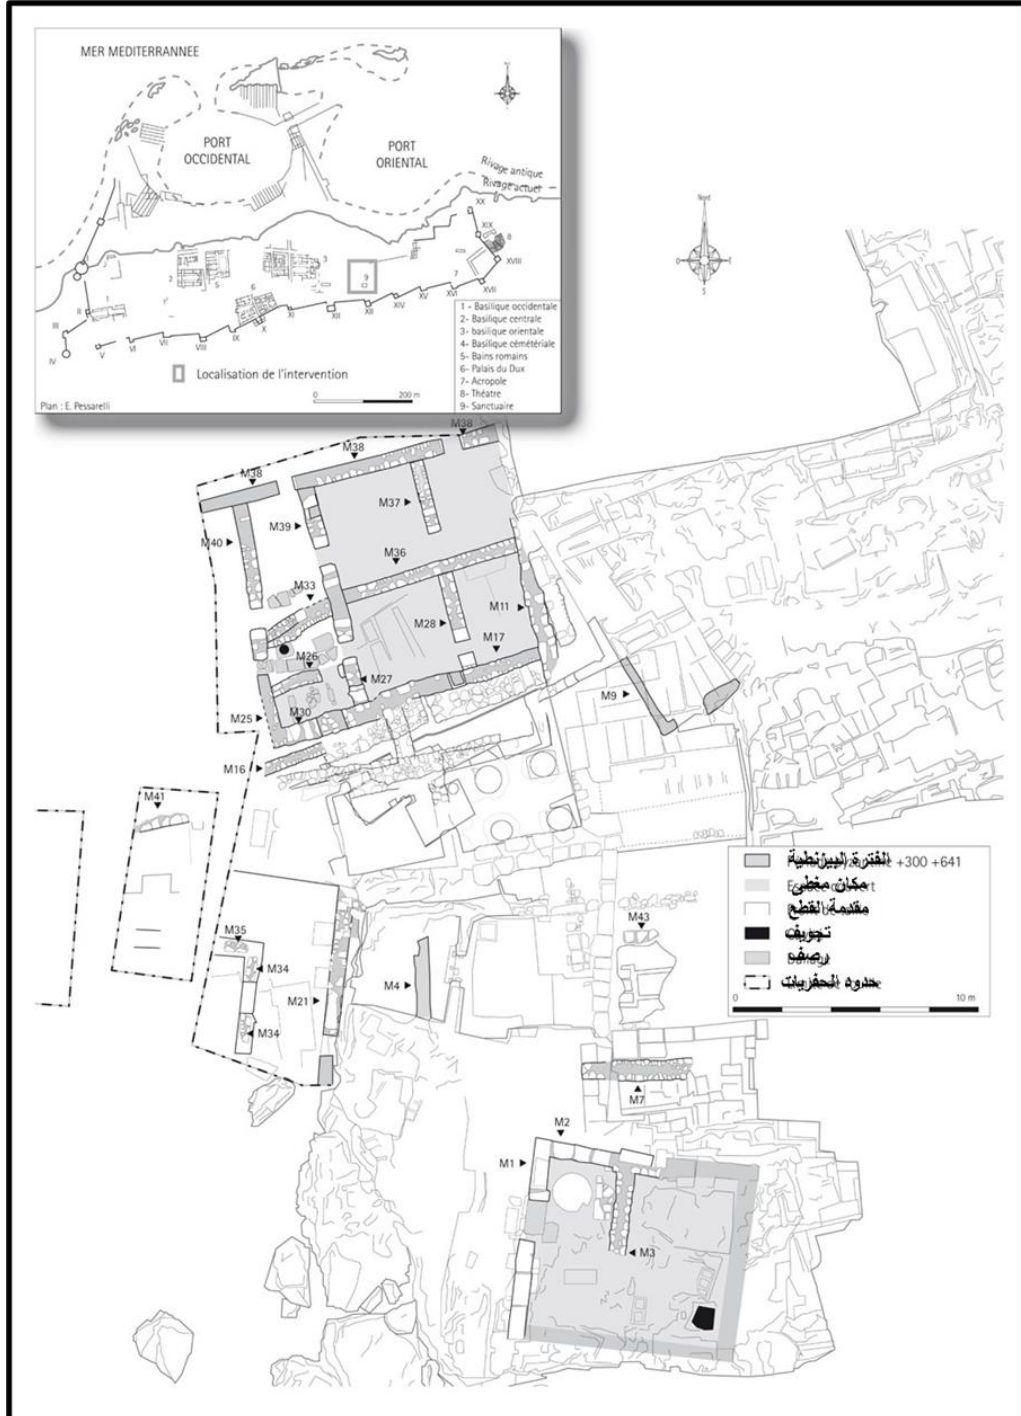 MER MEDITERRANNEE
PORT
OCCIDENTAL
PORT
ORIENTAL
Rivage antique
Rivage actuel
XX
XIX
8
XVIII
XVII
XVI
XV
XIV
XII
XII
XI
X
IX
VIII
VII
VI
V
IV
III
II
1
2
5
6
3
9
7
1 - Basilique occidentale
2- Basilique centrale
3- basilique orientale
4- Basilique cémétériale
5- Bains romains
6- Palais du Dux
7- Acropole
8- Théatre
9- Sanctuaire
Localisation de l'intervention
0 200 m
Plan : E. Pessarelli
Nord
O E
S
M38
M38
M38
M37
M39
M40
M36
M33
M11
M28
M17
M26
M27
M9
M25
M30
M16
M41
M43
M35
M34
M4
M21
M34
M7
M2
M1
M3
الفترة البيزنطية +300 +641
مكان مغطى
مقدمة القطع
تجويف
رصف
حدود الحفريات
0 10 m